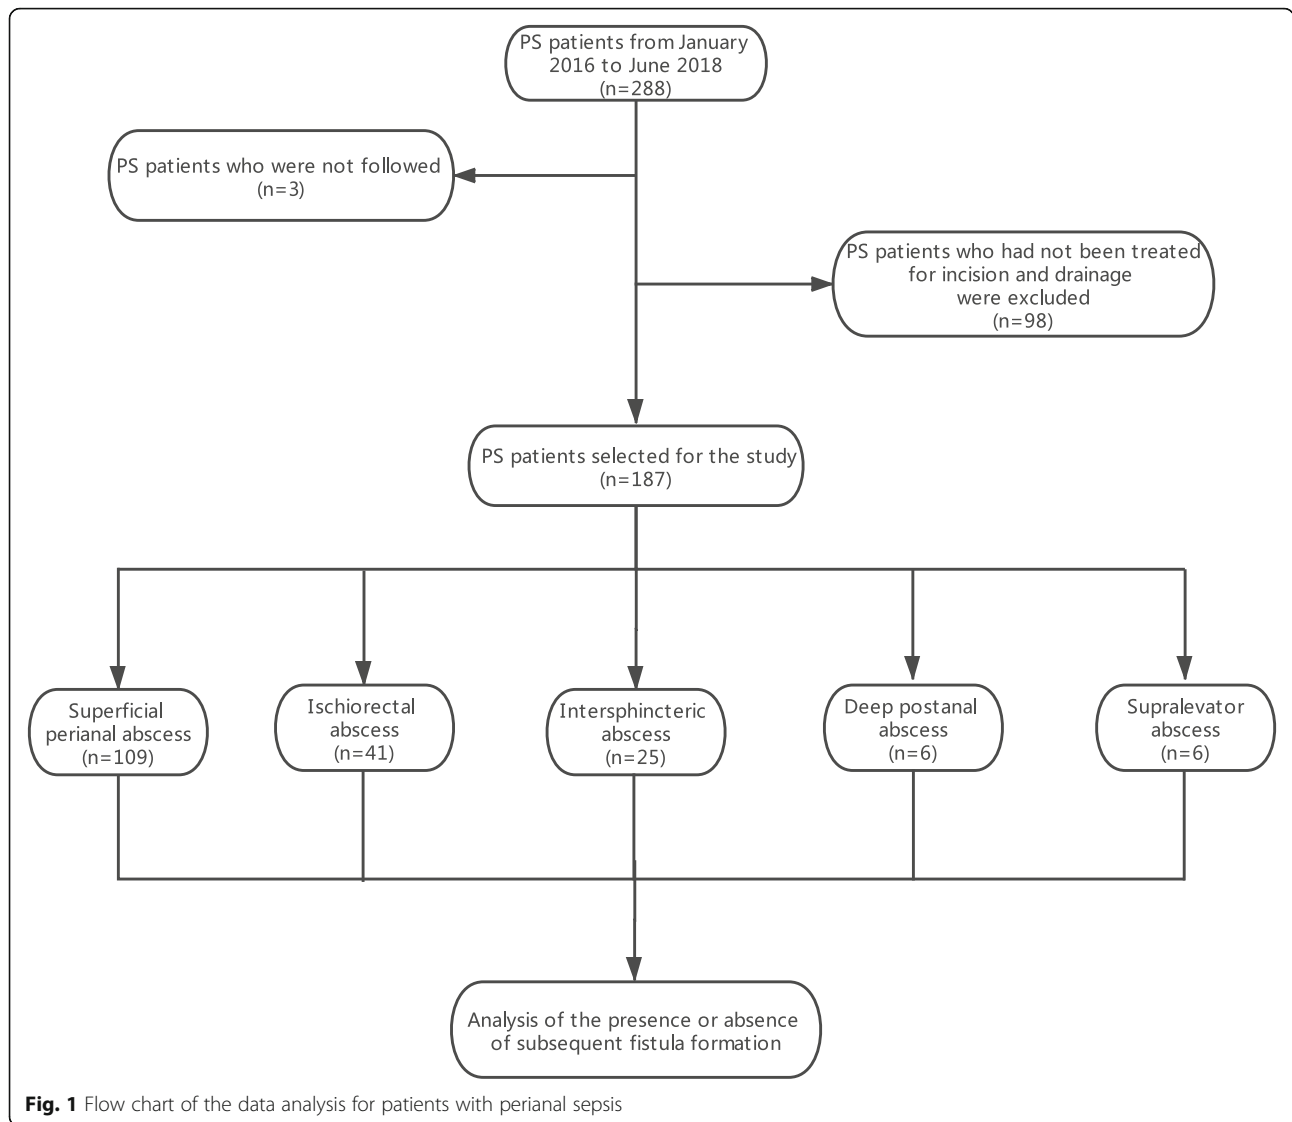 PS patients from January
2016 to June 2018
(n=288)
PS patients who were not followed
(n=3)
PS patients who had not been treated
for incision and drainage
were excluded
(n=98)
PS patients selected for the study
(n=187)
Superficial
perianal abscess
(n=109)
Ischiorectal
abscess
(n=41)
Intersphincteric
abscess
(n=25)
Deep postanal
abscess
(n=6)
Supralevator
abscess
(n=6)
Analysis of the presence or absence
of subsequent fistula formation
Fig. 1 Flow chart of the data analysis for patients with perianal sepsis